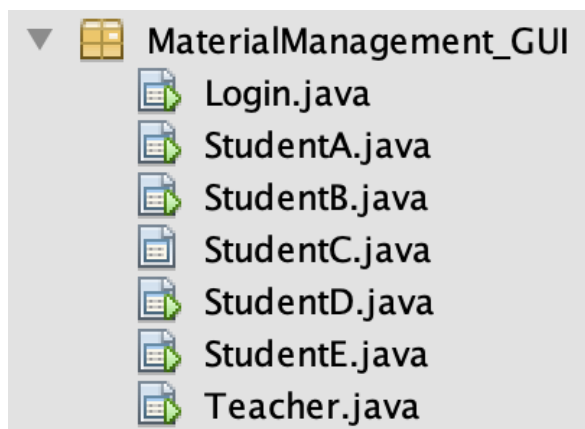 MaterialManagement_GUI
Login.java
StudentA.java
StudentB.java
StudentC.java
StudentD.java
StudentE.java
Teacher.java